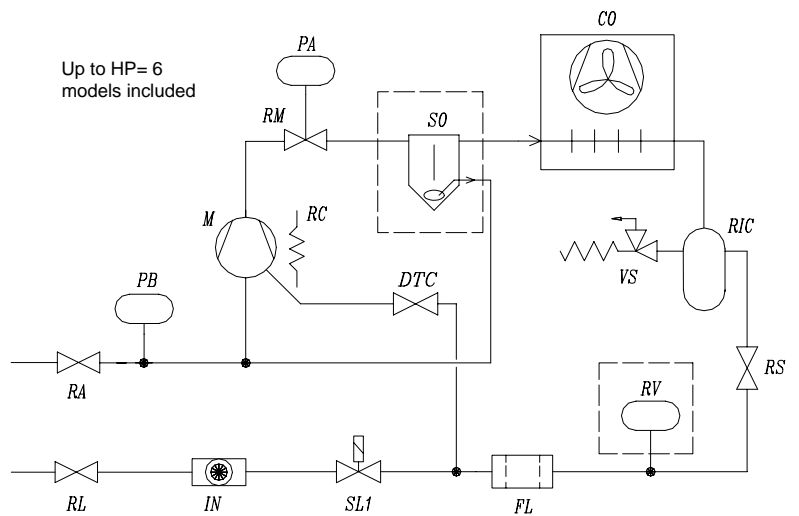 CO
PA
Up to HP= 6
models included
RM
SO
M
RC
RIC
VS
DTC
PB
RA
RS
RV
RL
IN
SL1
FL